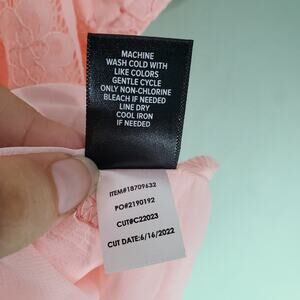 MACHINE
WASH COLD WITH
LIKE COLORS
GENTLE CYCLE
ONLY NON-CHLORINE
BLEACH IF NEEDED
LINE DRY
COOL IRON
IF NEEDED
ITEM#18709632
PO#2190192
CUT#C22023
CUT DATE:6/16/2022